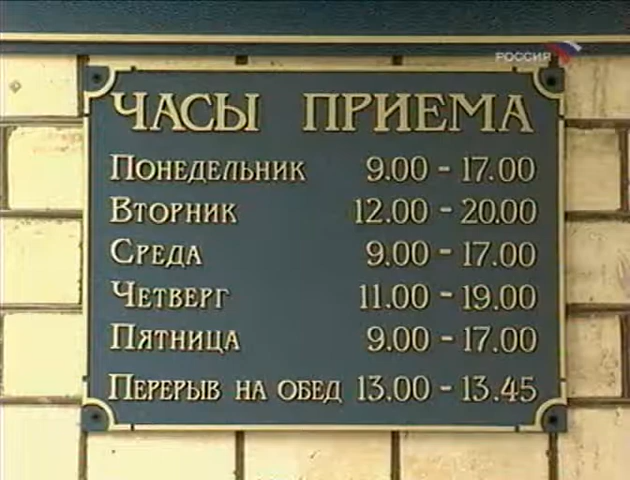 РОССИЯ
ЧАСЫ ПРИЕМА
Понедельник 9.00 - 17.00
Вторник 12.00 - 20.00
Среда 9.00 - 17.00
Четверг 11.00 - 19.00
Пятница 9.00 - 17.00
Перерыв на обед 13.00 - 13.45